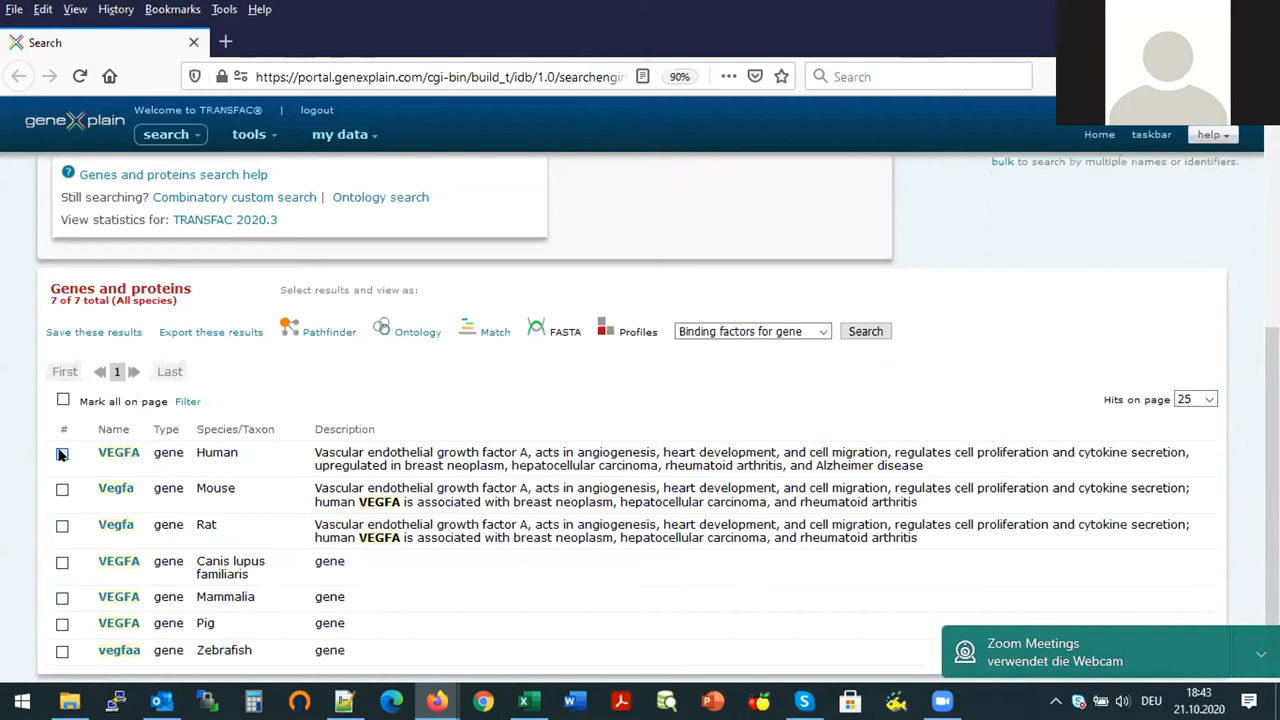 File Edit View History Bookmarks Tools Help
Search
https://portal.genexplain.com/cgi-bin/build_t/idb/1.0/searchengin 90% Search
Welcome to TRANSFAC® | logout
geneXplain search tools my data Home taskbar help
bulk to search by multiple names or identifiers.
? Genes and proteins search help
Still searching? Combinatory custom search | Ontology search
View statistics for: TRANSFAC 2020.3
Genes and proteins Select results and view as:
7 of 7 total (All species)
Save these results Export these results Pathfinder Ontology Match FASTA Profiles Binding factors for gene Search
First 1 Last
Mark all on page Filter Hits on page 25
# Name Type Species/Taxon Description
VEGFA gene Human Vascular endothelial growth factor A, acts in angiogenesis, heart development, and cell migration, regulates cell proliferation and cytokine secretion,
upregulated in breast neoplasm, hepatocellular carcinoma, rheumatoid arthritis, and Alzheimer disease
Vegfa gene Mouse Vascular endothelial growth factor A, acts in angiogenesis, heart development, and cell migration, regulates cell proliferation and cytokine secretion;
human VEGFA is associated with breast neoplasm, hepatocellular carcinoma, and rheumatoid arthritis
Vegfa gene Rat Vascular endothelial growth factor A, acts in angiogenesis, heart development, and cell migration, regulates cell proliferation and cytokine secretion;
human VEGFA is associated with breast neoplasm, hepatocellular carcinoma, and rheumatoid arthritis
VEGFA gene Canis lupus gene
familiaris
VEGFA gene Mammalia gene
VEGFA gene Pig gene
vegfaa gene Zebrafish gene
Zoom Meetings
verwendet die Webcam
DEU 18:43
21.10.2020